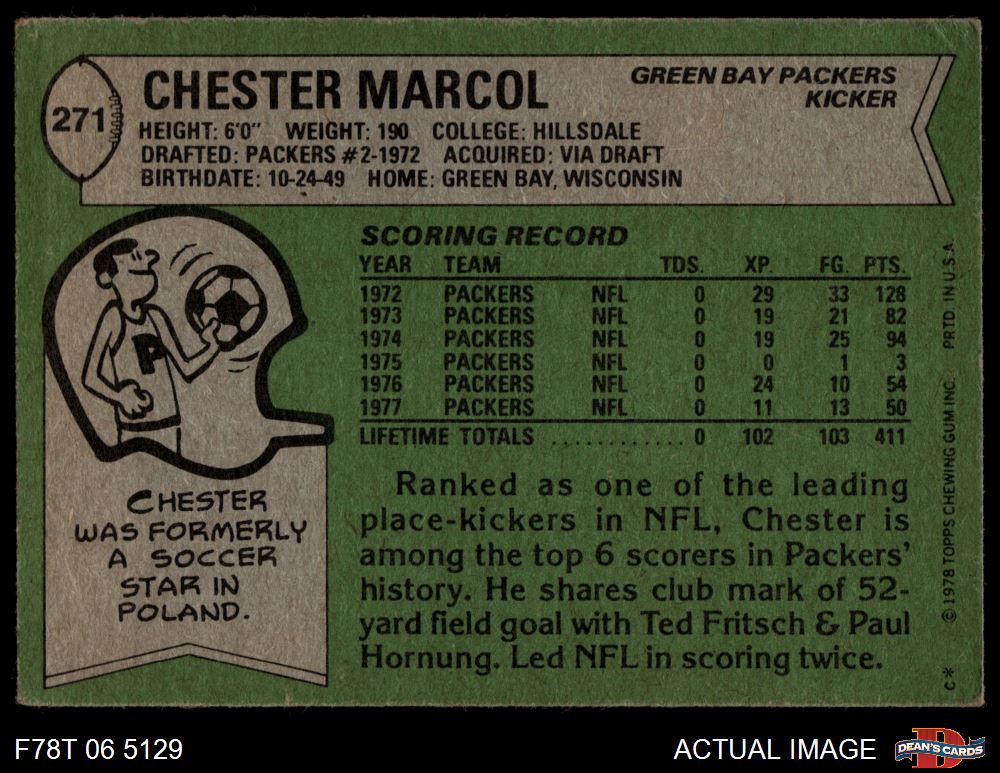 271
CHESTER MARCOL
GREEN BAY PACKERS
KICKER
HEIGHT: 6'0" WEIGHT: 190 COLLEGE: HILLSDALE
DRAFTED: PACKERS #2-1972 ACQUIRED: VIA DRAFT
BIRTHDATE: 10-24-49 HOME: GREEN BAY, WISCONSIN
P
CHESTER
WAS FORMERLY
A SOCCER
STAR IN
POLAND.
SCORING RECORD
YEAR TEAM TDS. XP. FG. PTS.
1972 PACKERS NFL 0 29 33 128
1973 PACKERS NFL 0 19 21 82
1974 PACKERS NFL 0 19 25 94
1975 PACKERS NFL 0 0 1 3
1976 PACKERS NFL 0 24 10 54
1977 PACKERS NFL 0 11 13 50
LIFETIME TOTALS ............ 0 102 103 411
Ranked as one of the leading
place-kickers in NFL, Chester is
among the top 6 scorers in Packers'
history. He shares club mark of 52-
yard field goal with Ted Fritsch & Paul
Hornung. Led NFL in scoring twice.
C* © 1978 TOPPS CHEWING GUM INC. PRTD IN U.S.A.
F78T 06 5129
ACTUAL IMAGE
D
DEAN'S CARDS